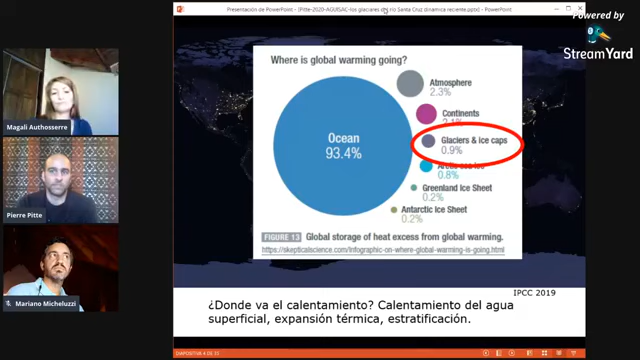 Presentación de PowerPoint - [Pitte-2020-AGUISAC-los glaciares del río Santa Cruz dinamica reciente.ppt] - PowerPoint
Powered by
StreamYard
Magali Authosserre
Pierre Pitte
Mariano Micheluzzi
Where is global warming going?
Ocean
93.4%
Atmosphere
2.3%
Continents
2.1%
Glaciers & ice caps
0.9%
Arctic sea ice
0.8%
Greenland Ice Sheet
0.2%
Antarctic Ice Sheet
0.2%
FIGURE 13 Global storage of heat excess from global warming.
https://skepticalscience.com/infographic-on-where-global-warming-is-going.html
IPCC 2019
¿Donde va el calentamiento? Calentamiento del agua
superficial, expansión térmica, estratificación.